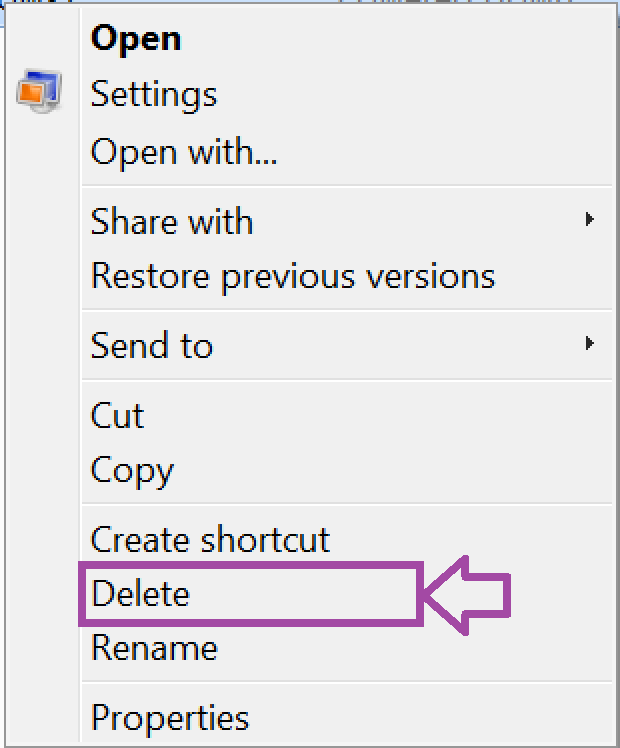 Open
Settings
Open with...
Share with
Restore previous versions
Send to
Cut
Copy
Create shortcut
Delete
Rename
Properties